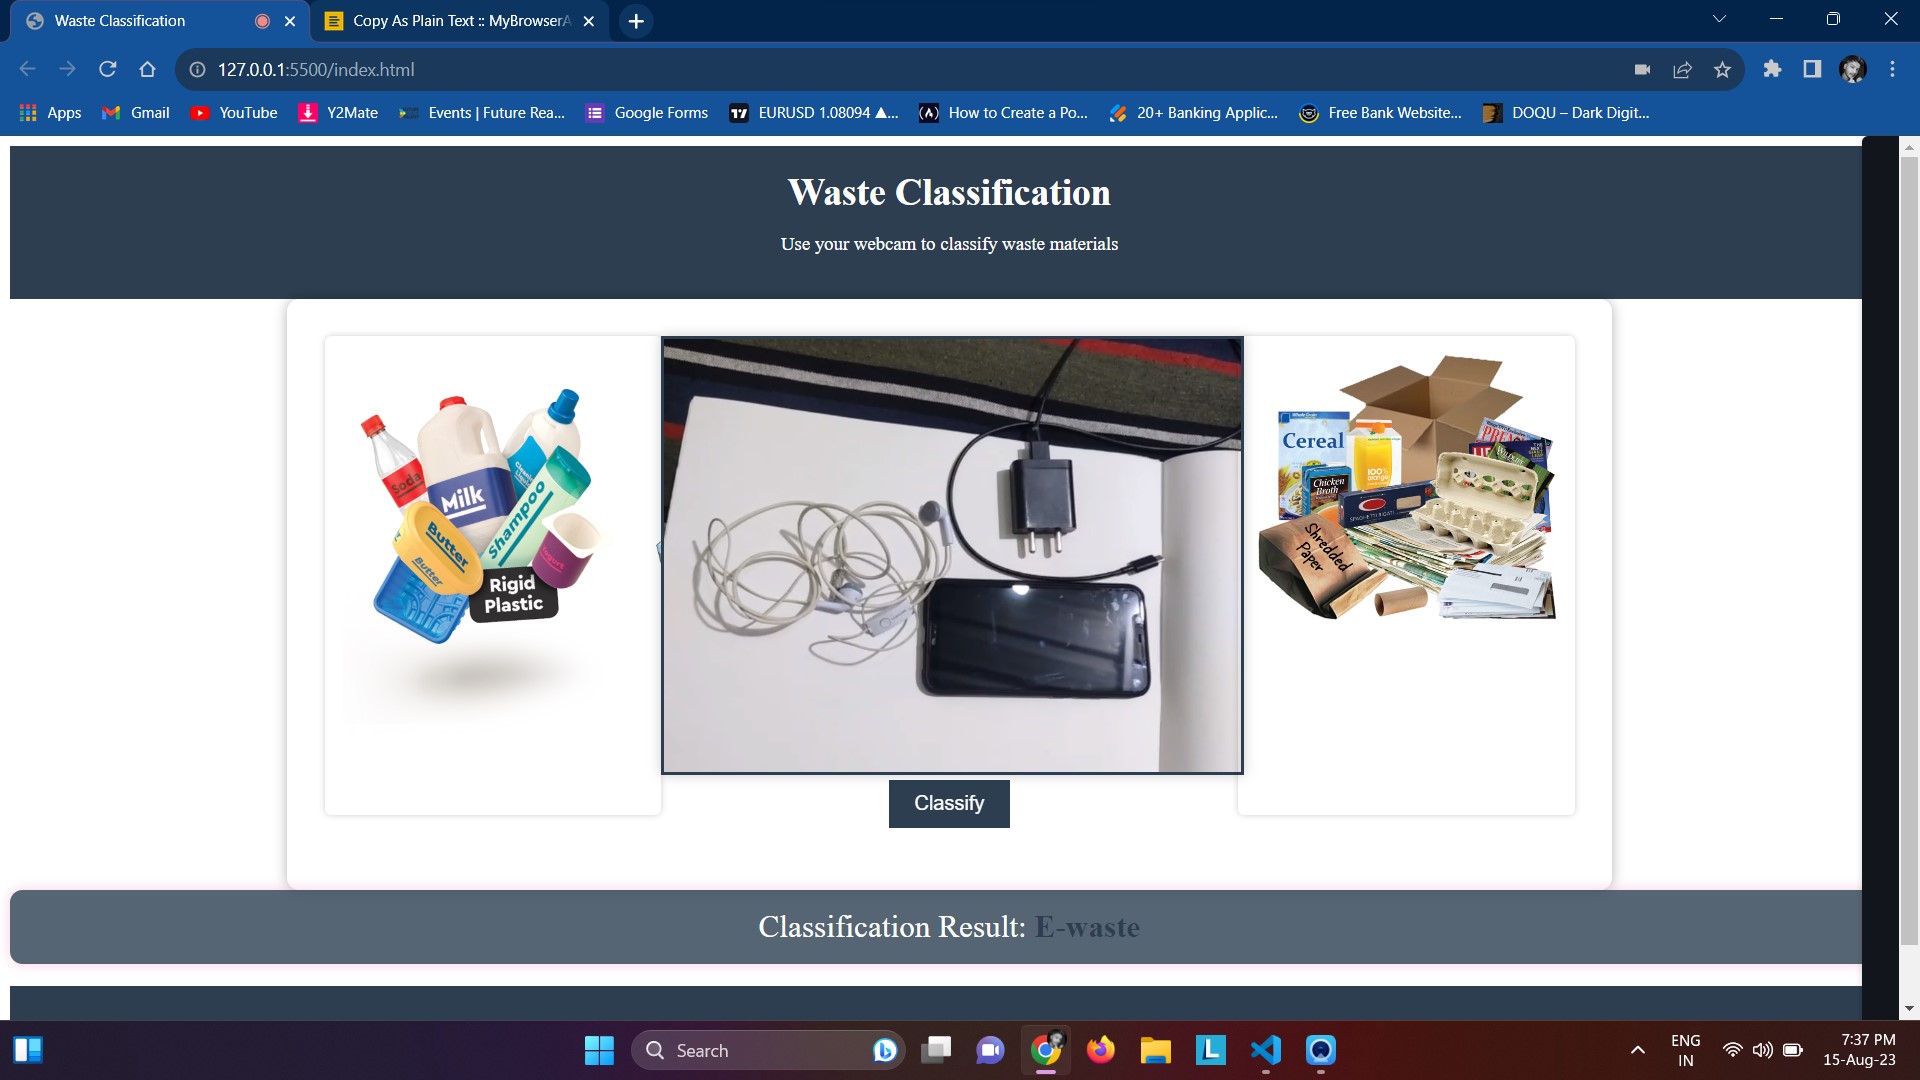 Waste Classification
Copy As Plain Text :: MyBrowserA
127.0.0.1:5500/index.html
Apps
Gmail
YouTube
Y2Mate
Events | Future Rea...
Google Forms
EURUSD 1.08094 ▲...
How to Create a Po...
20+ Banking Applic...
Free Bank Website...
DOQU – Dark Digit...
Waste Classification
Use your webcam to classify waste materials
Soda
Milk
Shampoo
Butter
Butter
Rigid
Plastic
Cereal
100%
Chicken
Broth
Shredded
Paper
Classify
Classification Result: E-waste
Search
ENG
IN
7:37 PM
15-Aug-23